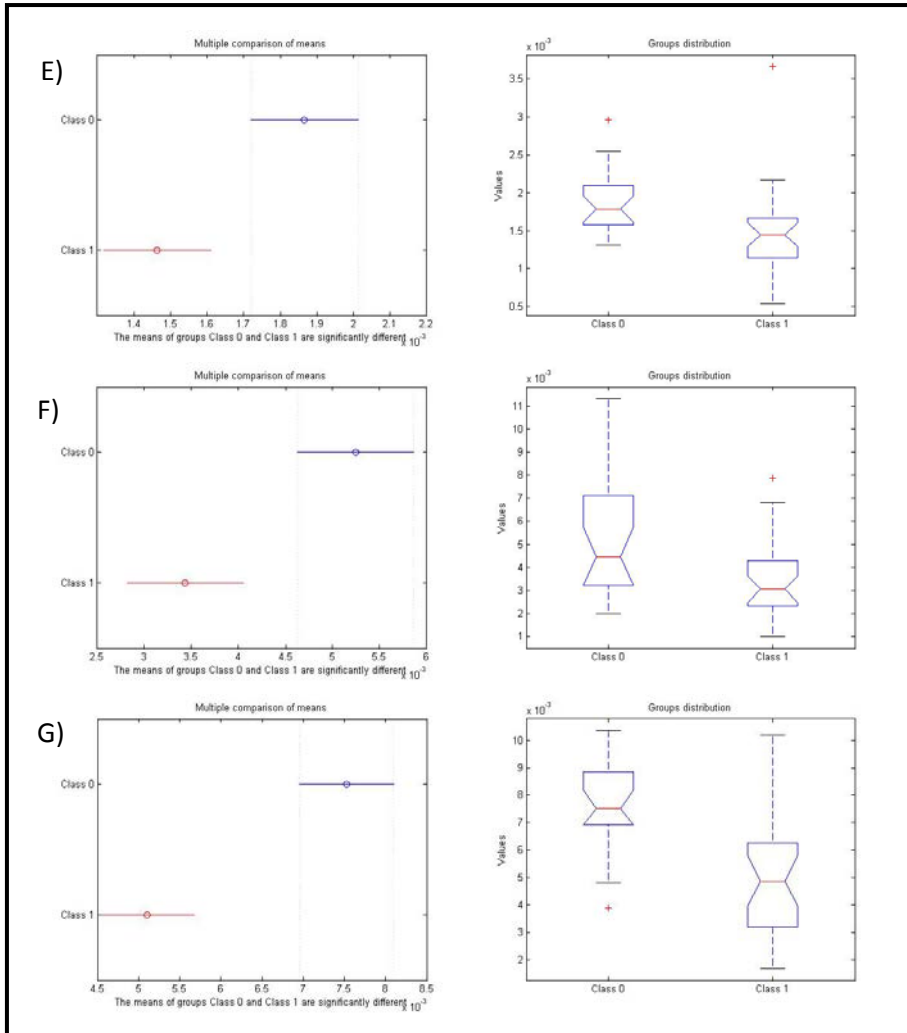 E)
Multiple comparison of means
Class 0
Class 1
1.4 1.5 1.6 1.7 1.8 1.9 2 2.1 2.2
x 10⁻³
The means of groups Class 0 and Class 1 are significantly different
Groups distribution
x 10⁻³
Values
3.5
3
2.5
2
1.5
1
0.5
Class 0 Class 1
F)
Multiple comparison of means
Class 0
Class 1
2.5 3 3.5 4 4.5 5 5.5 6
x 10⁻³
The means of groups Class 0 and Class 1 are significantly different
Groups distribution
x 10⁻³
Values
11
10
9
8
7
6
5
4
3
2
1
Class 0 Class 1
G)
Multiple comparison of means
Class 0
Class 1
4.5 5 5.5 6 6.5 7 7.5 8 8.5
x 10⁻³
The means of groups Class 0 and Class 1 are significantly different
Groups distribution
x 10⁻³
Values
10
9
8
7
6
5
4
3
2
Class 0 Class 1